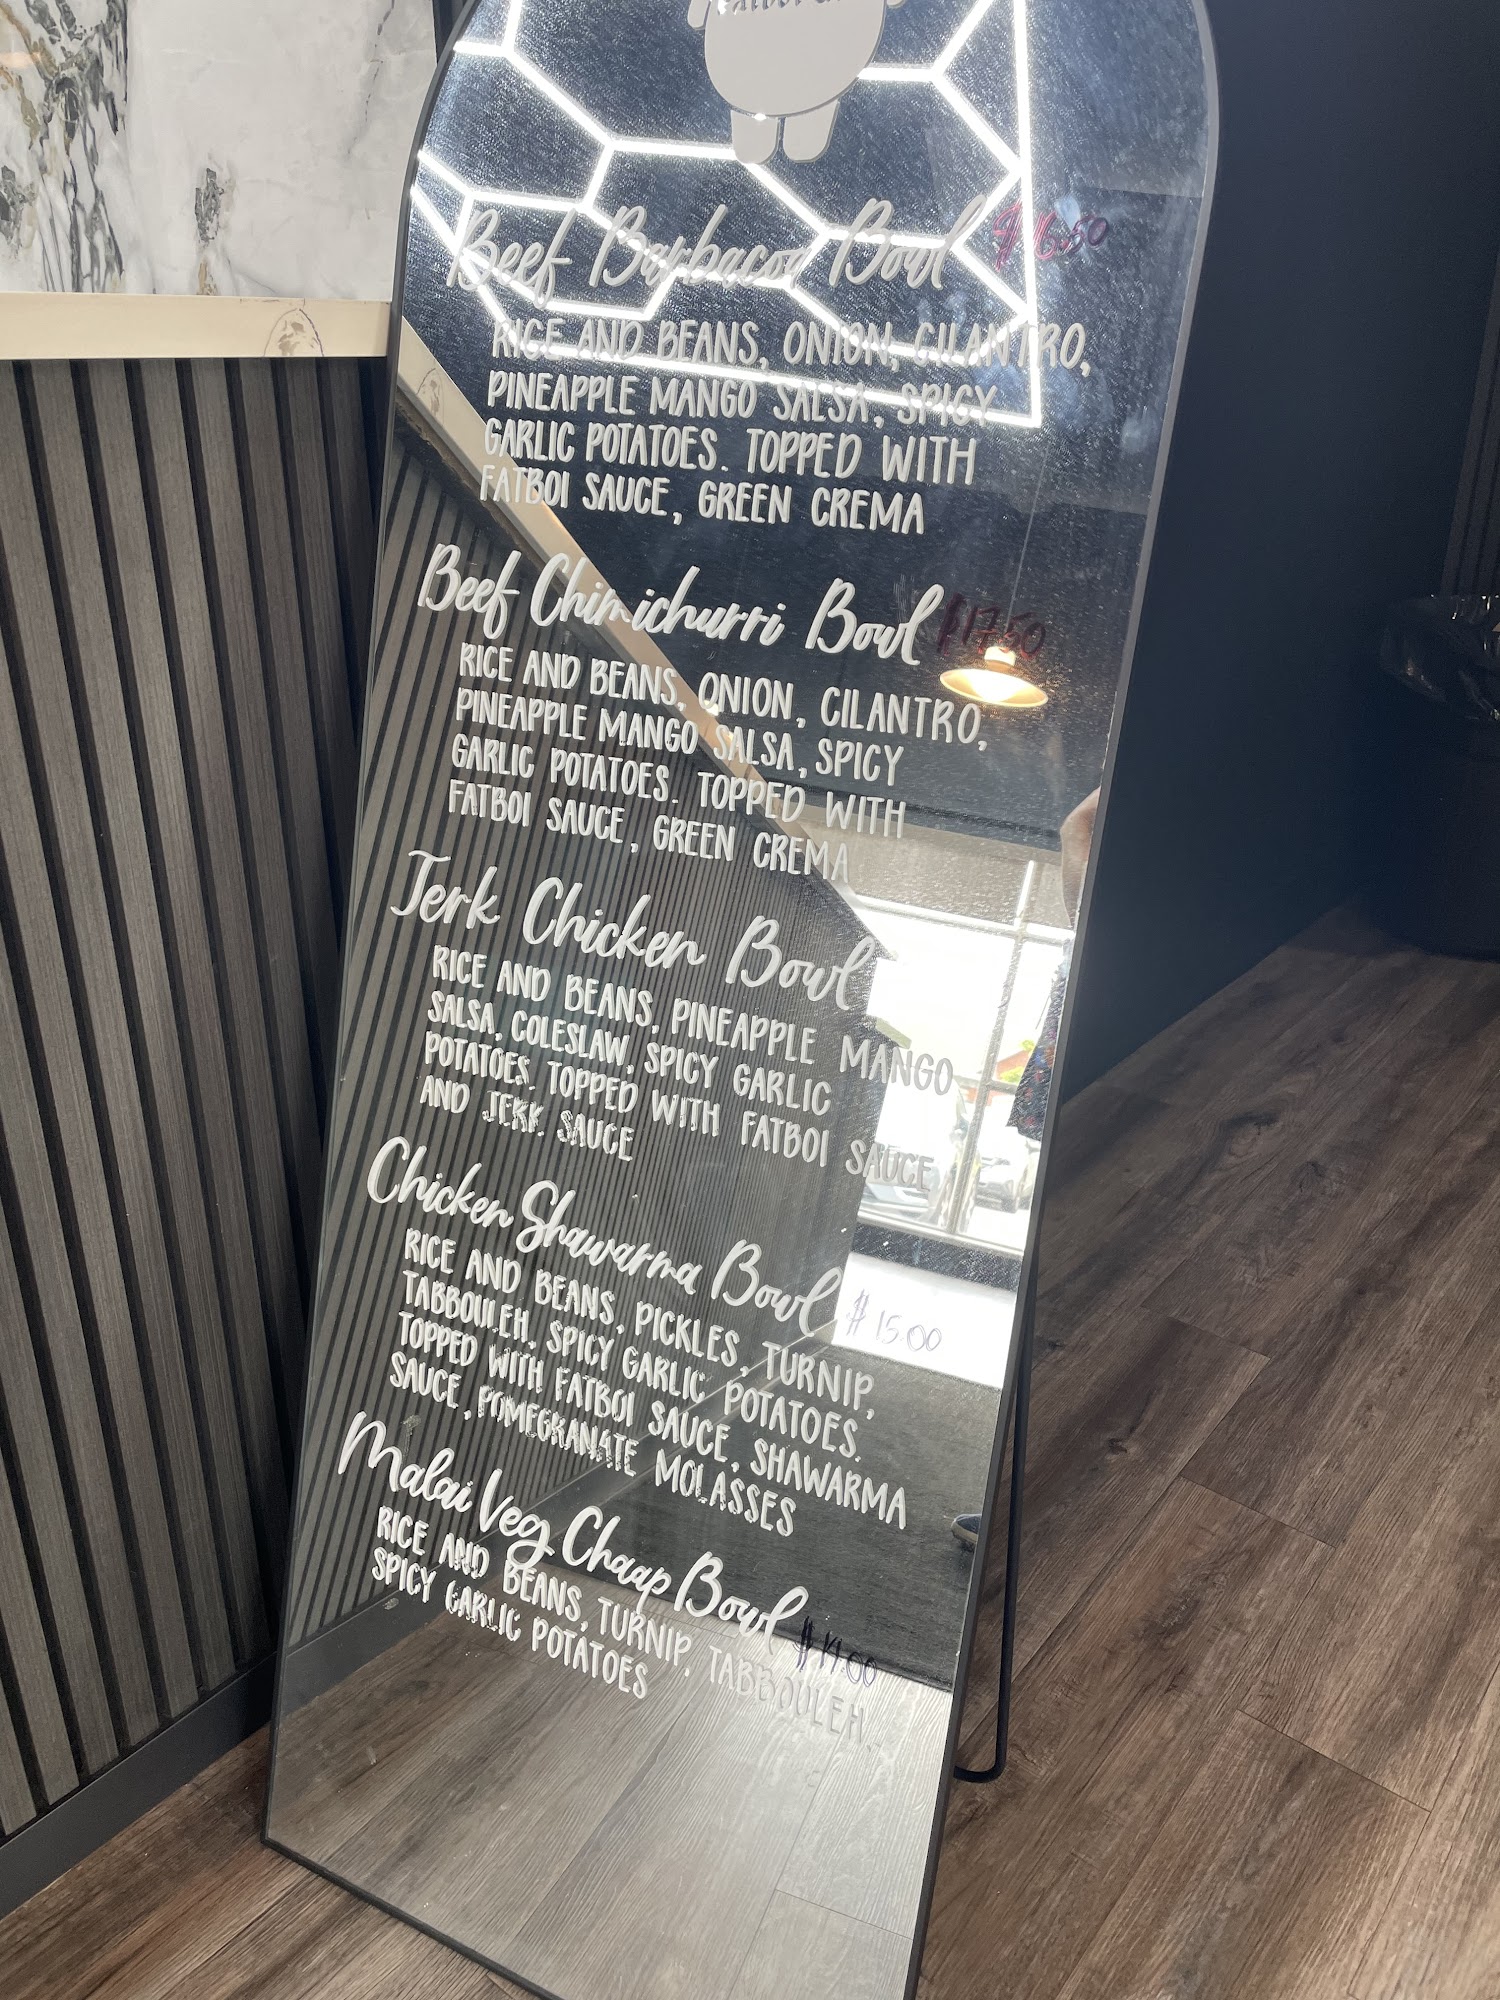 Beef Barbacoa Bowl $16.50
RICE AND BEANS, ONION, CILANTRO,
PINEAPPLE MANGO SALSA, SPICY
GARLIC POTATOES. TOPPED WITH
FATBOI SAUCE, GREEN CREMA
Beef Chimichurri Bowl $17.50
RICE AND BEANS, ONION, CILANTRO,
PINEAPPLE MANGO SALSA, SPICY
GARLIC POTATOES. TOPPED WITH
FATBOI SAUCE, GREEN CREMA
Jerk Chicken Bowl
RICE AND BEANS, PINEAPPLE MANGO
SALSA, COLESLAW, SPICY GARLIC
POTATOES. TOPPED WITH FATBOI SAUCE
AND JERK SAUCE
Chicken Shawarma Bowl $15.00
RICE AND BEANS, PICKLES, TURNIP,
TABBOULEH, SPICY GARLIC POTATOES.
TOPPED WITH FATBOI SAUCE, SHAWARMA
SAUCE, POMEGRANATE MOLASSES
Malai Veg Chaap Bowl
RICE AND BEANS, TURNIP, TABBOULEH,
SPICY GARLIC POTATOES